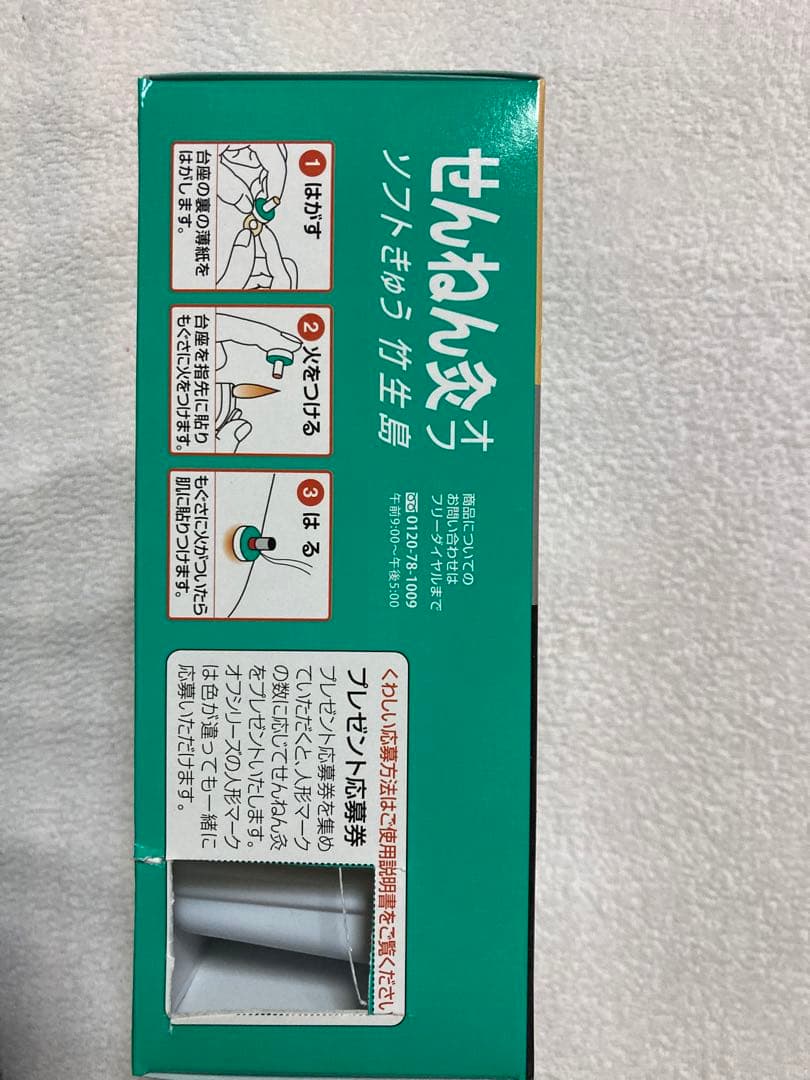 せんねん灸オフ
ソフトきゅう 竹生島
商品についての
お問い合わせは
フリーダイヤルまで
0120-78-1009
午前9:00〜午後5:00
1 はがす
台座の裏の薄紙を
はがします。
2 火をつける
台座を指先に貼り
もぐさに火をつけます。
3 はる
もぐさに火がついたら
肌に貼りつけます。
くわしい応募方法はご使用説明書をご覧ください
プレゼント応募券
プレゼント応募券を集め
ていただくと、人形マーク
の数に応じてせんねん灸
をプレゼントいたします。
オフシリーズの人形マーク
は色が違っても一緒に
応募いただけます。